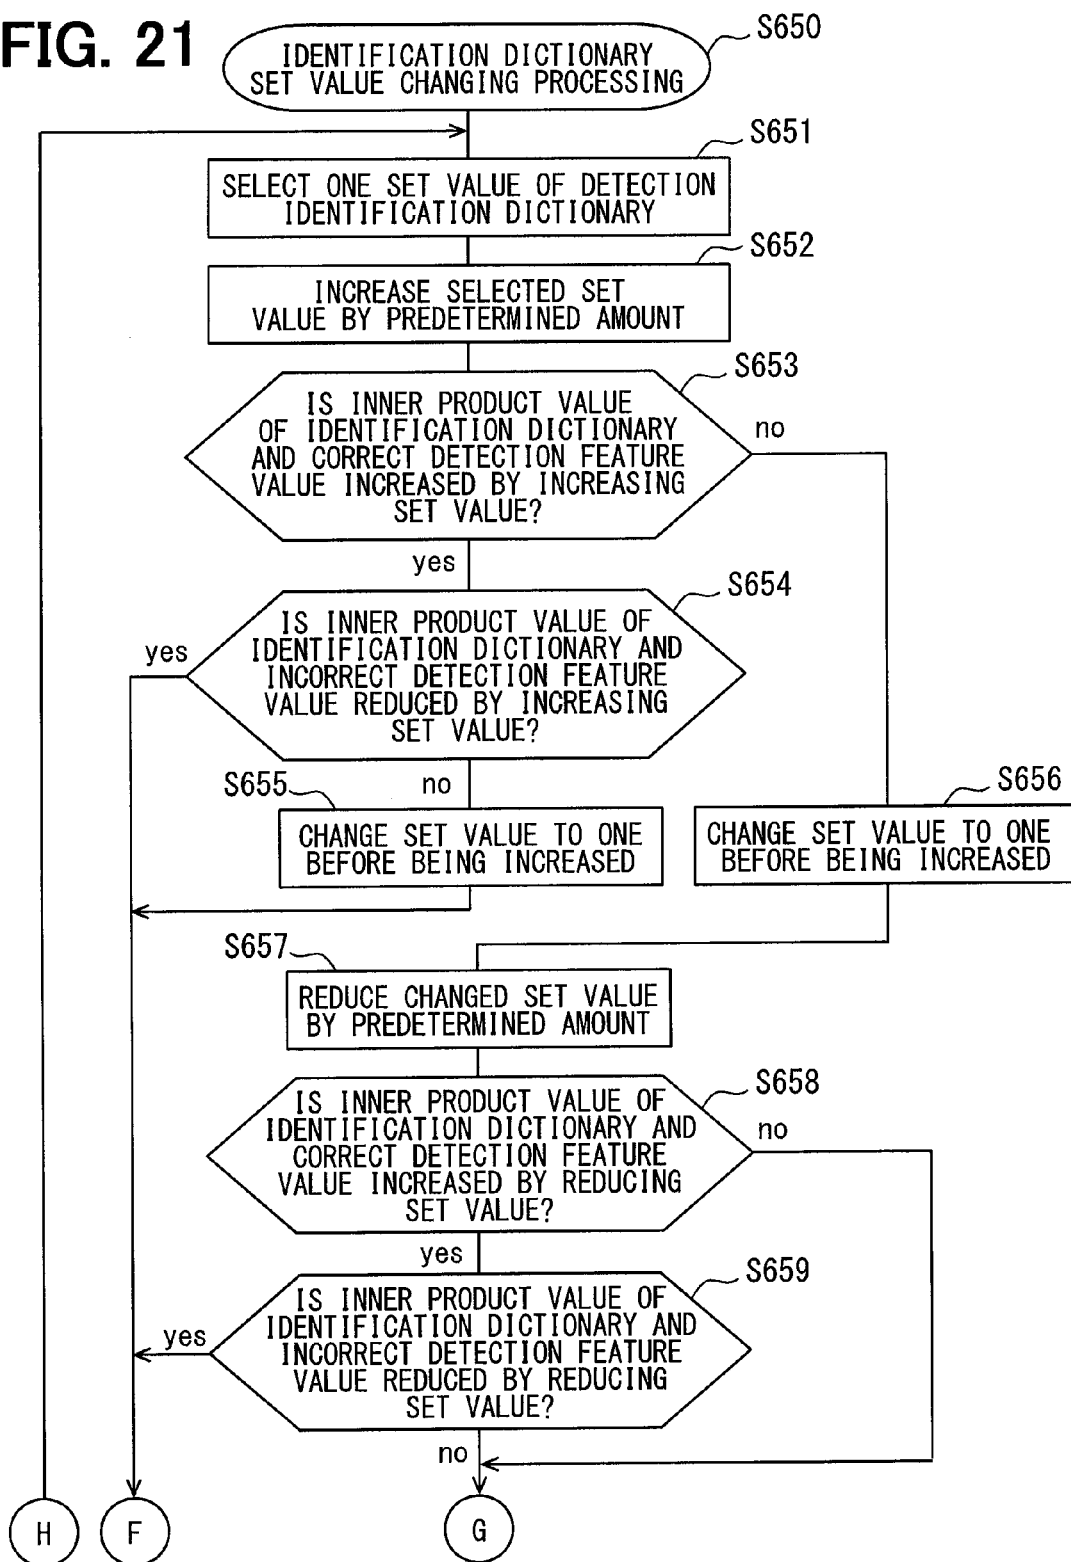 FIG. 21
S650
IDENTIFICATION DICTIONARY
SET VALUE CHANGING PROCESSING
S651
SELECT ONE SET VALUE OF DETECTION
IDENTIFICATION DICTIONARY
S652
INCREASE SELECTED SET
VALUE BY PREDETERMINED AMOUNT
S653
IS INNER PRODUCT VALUE
OF IDENTIFICATION DICTIONARY
AND CORRECT DETECTION FEATURE
VALUE INCREASED BY INCREASING
SET VALUE?
no
yes
S654
IS INNER PRODUCT VALUE OF
IDENTIFICATION DICTIONARY AND
INCORRECT DETECTION FEATURE
VALUE REDUCED BY INCREASING
SET VALUE?
yes
no
S655
CHANGE SET VALUE TO ONE
BEFORE BEING INCREASED
S656
CHANGE SET VALUE TO ONE
BEFORE BEING INCREASED
S657
REDUCE CHANGED SET VALUE
BY PREDETERMINED AMOUNT
S658
IS INNER PRODUCT VALUE OF
IDENTIFICATION DICTIONARY AND
CORRECT DETECTION FEATURE
VALUE INCREASED BY REDUCING
SET VALUE?
no
yes
S659
IS INNER PRODUCT VALUE OF
IDENTIFICATION DICTIONARY AND
INCORRECT DETECTION FEATURE
VALUE REDUCED BY REDUCING
SET VALUE?
yes
no
H
F
G